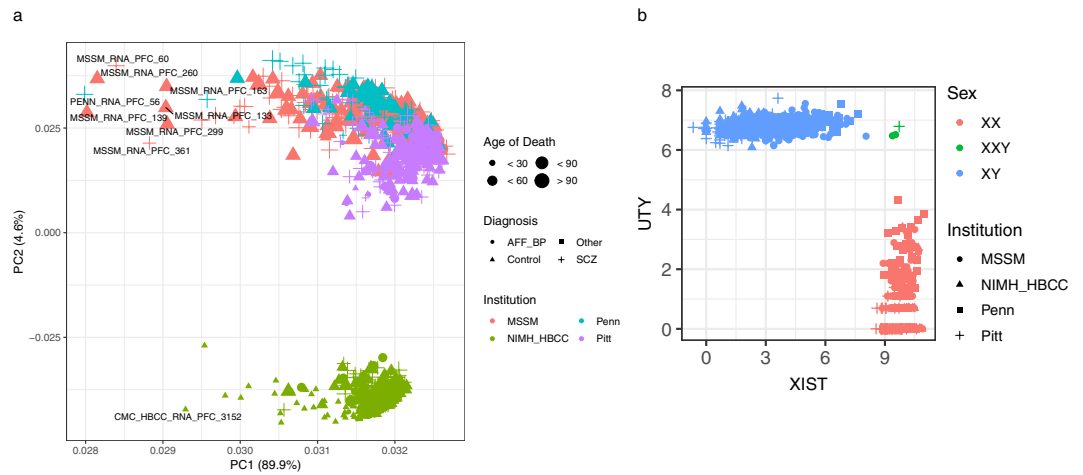 a
MSSM_RNA_PFC_60
MSSM_RNA_PFC_260
MSSM_RNA_PFC_163
PENN_RNA_PFC_56
MSSM_RNA_PFC_139
MSSM_RNA_PFC_133
MSSM_RNA_PFC_299
MSSM_RNA_PFC_361
CMC_HBCC_RNA_PFC_3152
0.025
0.000
−0.025
PC2 (4.6%)
0.028 0.029 0.030 0.031 0.032
PC1 (89.9%)
Age of Death
< 30 < 90
< 60 > 90
Diagnosis
AFF_BP Other
Control SCZ
Institution
MSSM Penn
NIMH_HBCC Pitt
b
8
6
4
2
0
UTY
0 3 6 9
XIST
Sex
XX
XXY
XY
Institution
MSSM
NIMH_HBCC
Penn
Pitt